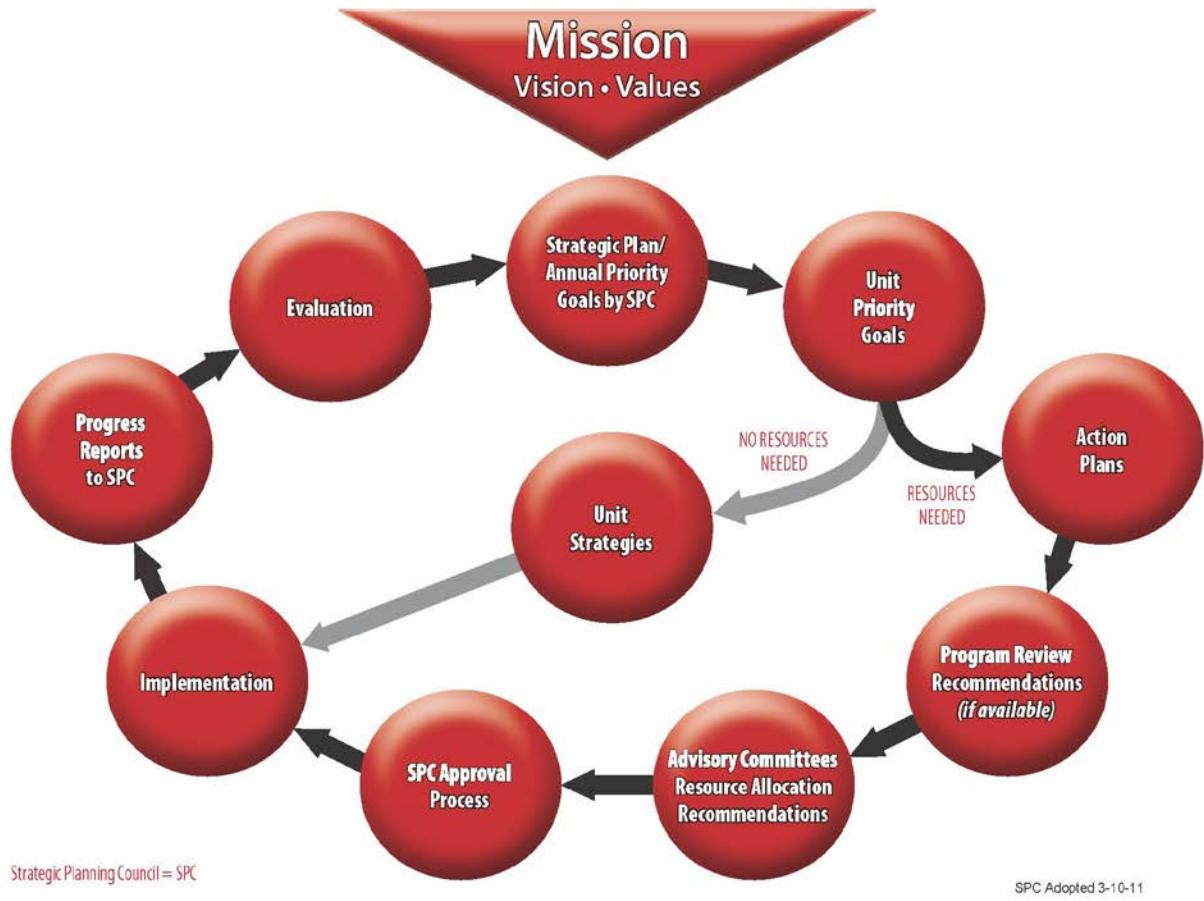 Mission
Vision • Values
Strategic Plan/
Annual Priority
Goals by SPC
Unit
Priority
Goals
Evaluation
Progress
Reports
to SPC
NO RESOURCES
NEEDED
RESOURCES
NEEDED
Action
Plans
Unit
Strategies
Implementation
Program Review
Recommendations
(if available)
SPC Approval
Process
Advisory Committees
Resource Allocation
Recommendations
Strategic Planning Council = SPC
SPC Adopted 3-10-11